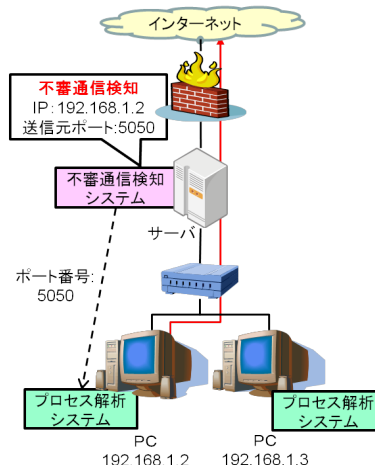 インターネット
不審通信検知
IP:192.168.1.2
送信元ポート:5050
不審通信検知
システム
サーバ
ポート番号:
5050
プロセス解析
システム
プロセス解析
システム
PC
192.168.1.2
PC
192.168.1.3